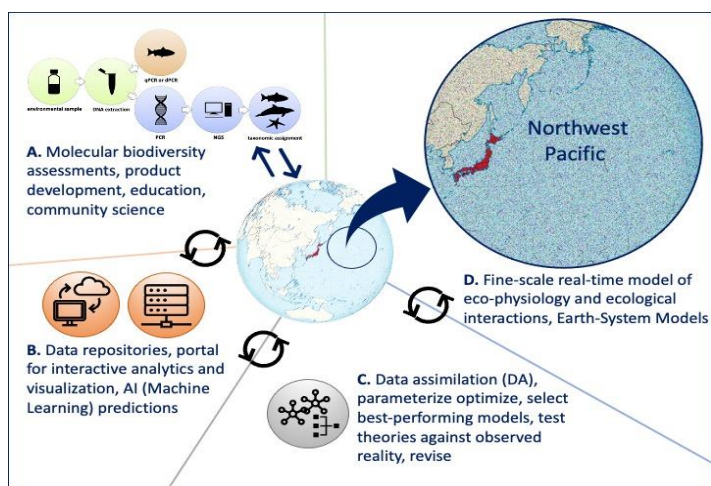 qPCR or dPCR
environmental sample
DNA extraction
PCR
NGS
taxonomic assignment
A. Molecular biodiversity
assessments, product
development, education,
community science
Northwest
Pacific
D. Fine-scale real-time model of
eco-physiology and ecological
interactions, Earth-System Models
B. Data repositories, portal
for interactive analytics and
visualization, AI (Machine
Learning) predictions
C. Data assimilation (DA),
parameterize optimize, select
best-performing models, test
theories against observed
reality, revise